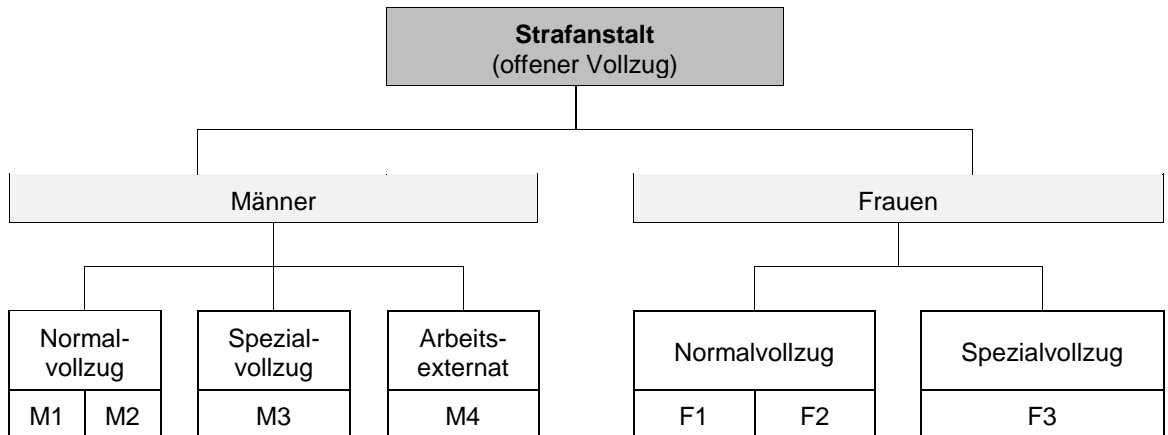 Strafanstalt
(offener Vollzug)
Männer
Frauen
Normal-
vollzug
Spezial-
vollzug
Arbeits-
externat
Normalvollzug
Spezialvollzug
M1
M2
M3
M4
F1
F2
F3